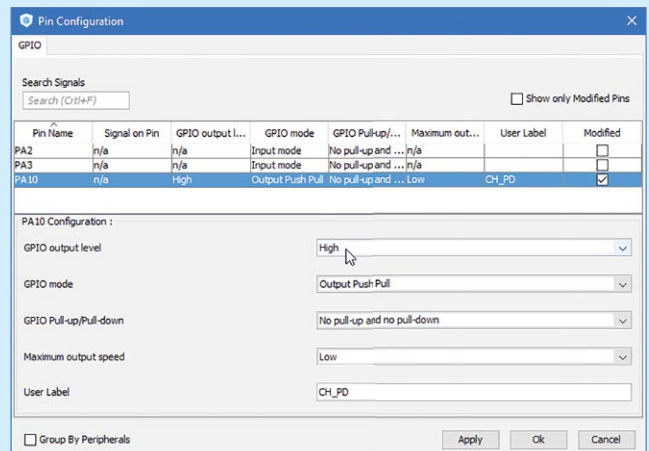 Pin Configuration
GPIO
Search Signals
Search (Crtl+F)
Show only Modified Pins
Pin Name Signal on Pin GPIO output l... GPIO mode GPIO Pull-up/... Maximum out... User Label Modified
PA2 n/a n/a Input mode No pull-up and ... n/a
PA3 n/a n/a Input mode No pull-up and ... n/a
PA10 n/a High Output Push Pull No pull-up and ... Low CH_PD
PA10 Configuration :
GPIO output level High
GPIO mode Output Push Pull
GPIO Pull-up/Pull-down No pull-up and no pull-down
Maximum output speed Low
User Label CH_PD
Group By Peripherals Apply Ok Cancel